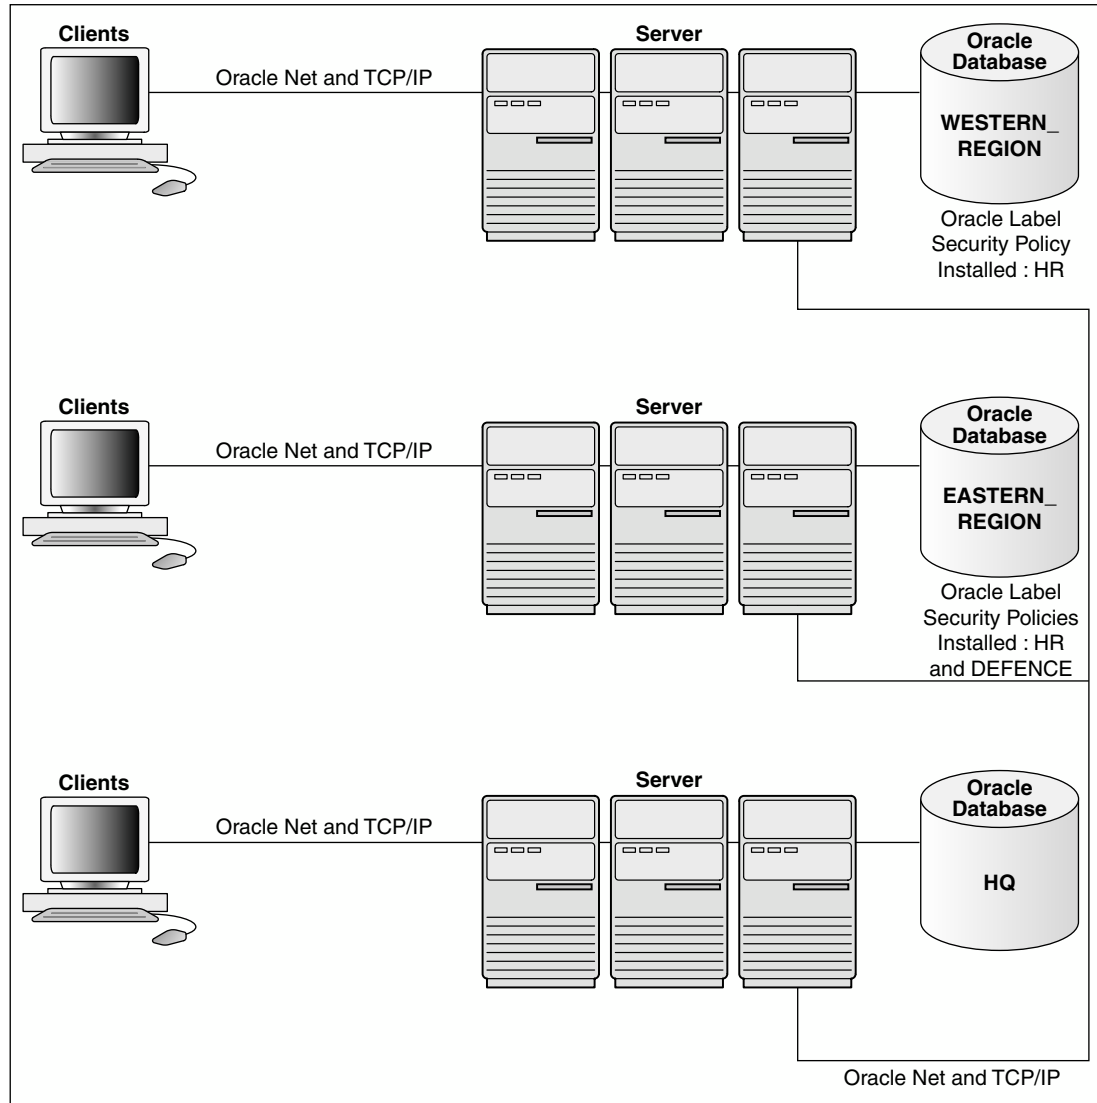 Clients
Server
Oracle
Database
Oracle Net and TCP/IP
WESTERN_
REGION
Oracle Label
Security Policy
Installed : HR
Clients
Server
Oracle
Database
Oracle Net and TCP/IP
EASTERN_
REGION
Oracle Label
Security Policies
Installed : HR
and DEFENCE
Clients
Server
Oracle
Database
Oracle Net and TCP/IP
HQ
Oracle Net and TCP/IP